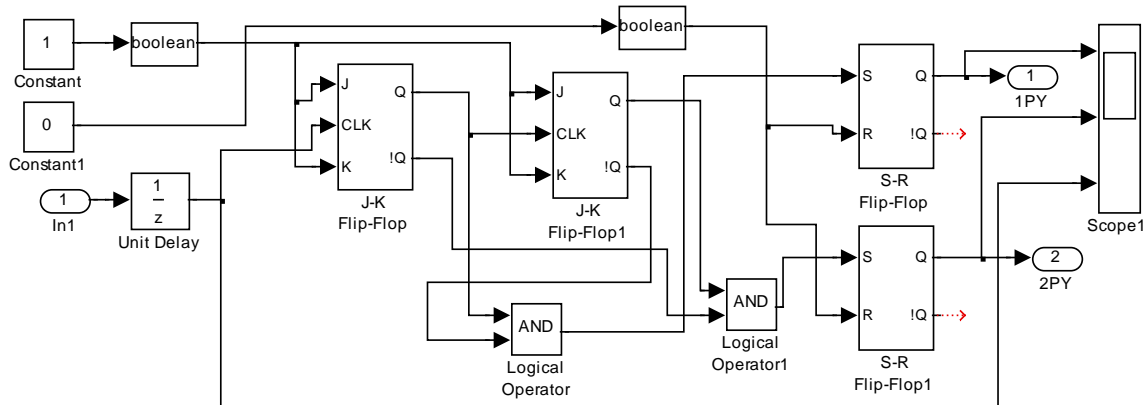 1
boolean
Constant
0
Constant1
1
In1
1
z
Unit Delay
J
CLK
K
Q
!Q
J-K
Flip-Flop
J
CLK
K
Q
!Q
J-K
Flip-Flop1
boolean
AND
Logical
Operator
AND
Logical
Operator1
S
R
Q
!Q
S-R
Flip-Flop
S
R
Q
!Q
S-R
Flip-Flop1
1
1PY
2
2PY
Scope1